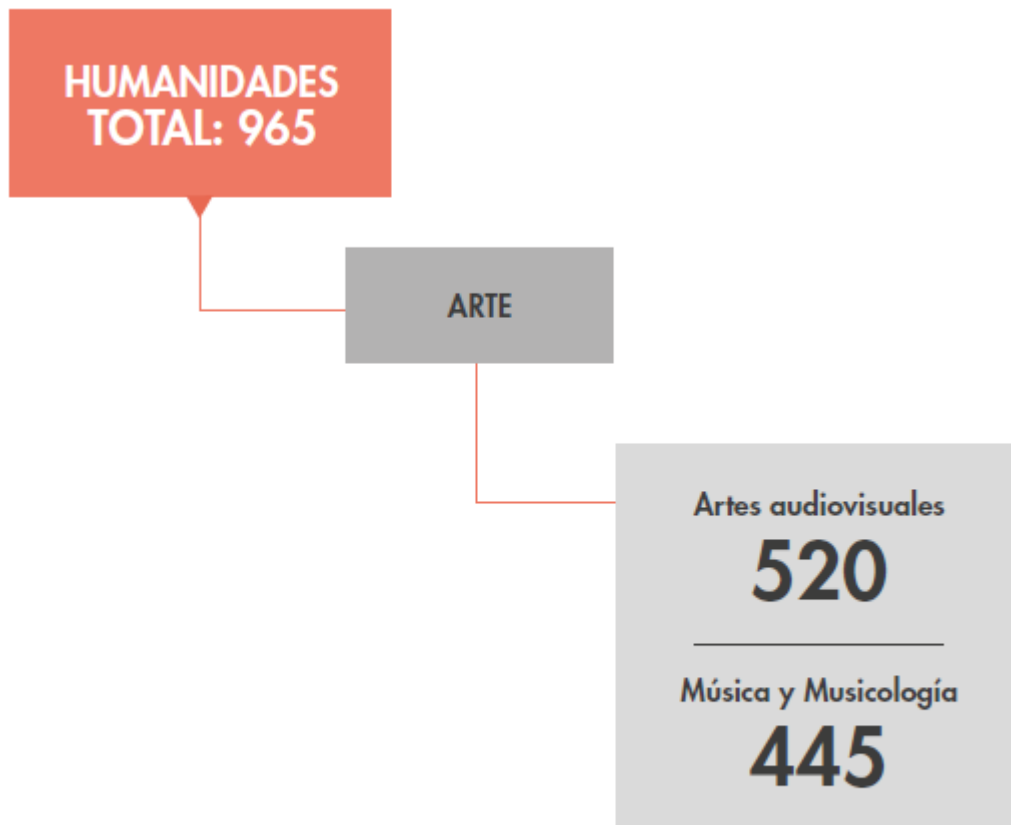 HUMANIDADES
TOTAL: 965
ARTE
Artes audiovisuales
520
Música y Musicología
445